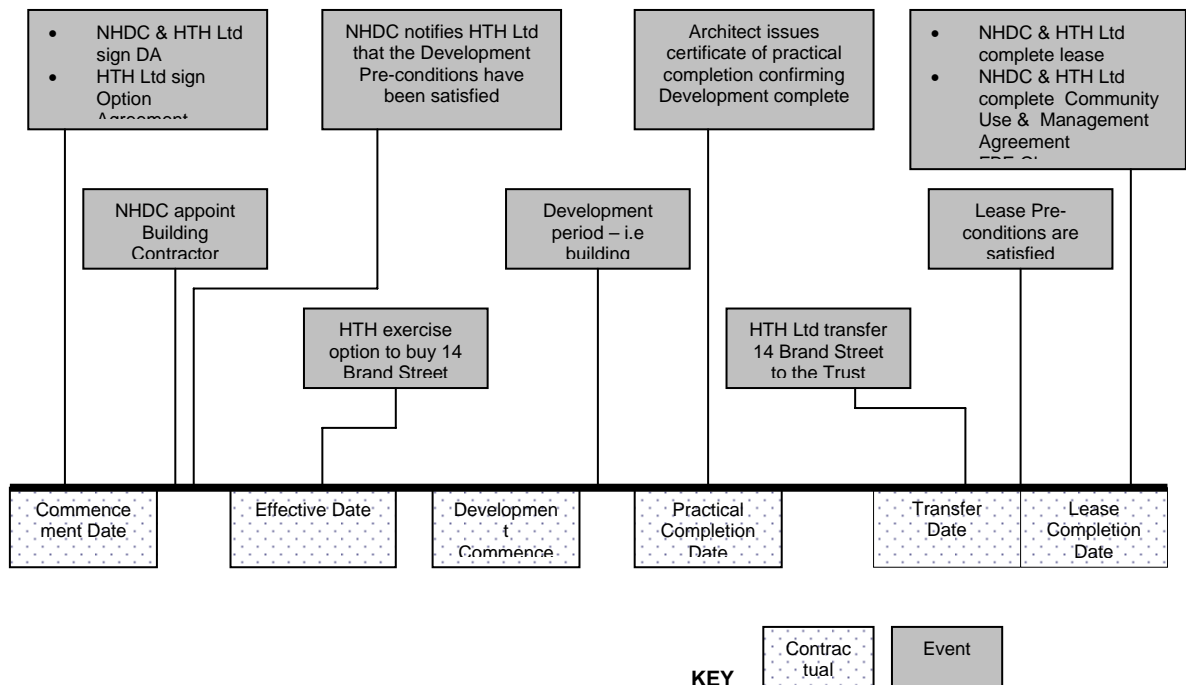 • NHDC & HTH Ltd
sign DA
• HTH Ltd sign
Option
Agreement
NHDC notifies HTH Ltd
that the Development
Pre-conditions have
been satisfied
Architect issues
certificate of practical
completion confirming
Development complete
• NHDC & HTH Ltd
complete lease
• NHDC & HTH Ltd
complete Community
Use & Management
Agreement
NHDC appoint
Building
Contractor
Development
period – i.e
building
Lease Pre-
conditions are
satisfied
HTH exercise
option to buy 14
Brand Street
HTH Ltd transfer
14 Brand Street
to the Trust
Commence
ment Date
Effective Date
Developmen
t
Commence
Practical
Completion
Date
Transfer
Date
Lease
Completion
Date
KEY
Contrac
tual
Event